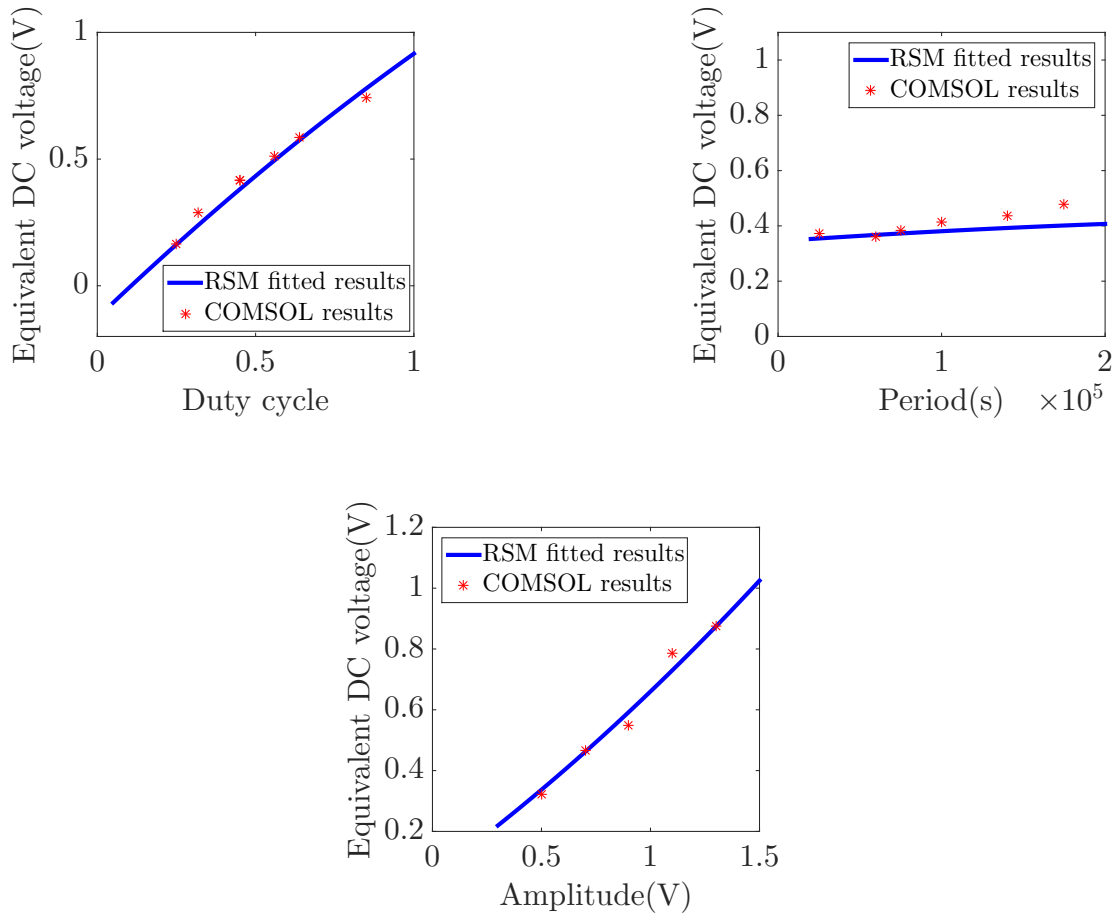 Equivalent DC voltage(V)
1
0.5
0
RSM fitted results
COMSOL results
0
0.5
1
Duty cycle
Equivalent DC voltage(V)
1
0.8
0.6
0.4
0.2
0
RSM fitted results
COMSOL results
0
1
2
Period(s)
×10⁵
Equivalent DC voltage(V)
1.2
1
0.8
0.6
0.4
0.2
RSM fitted results
COMSOL results
0
0.5
1
1.5
Amplitude(V)